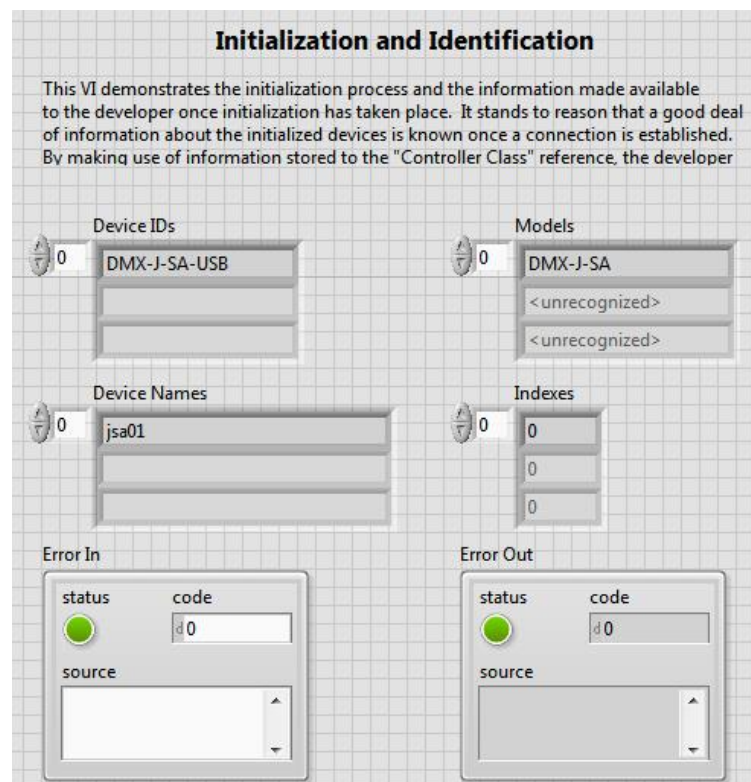 Initialization and Identification
This VI demonstrates the initialization process and the information made available
to the developer once initialization has taken place.  It stands to reason that a good deal
of information about the initialized devices is known once a connection is established.
By making use of information stored to the "Controller Class" reference, the developer
Device IDs
0
DMX-J-SA-USB
Models
0
DMX-J-SA
<unrecognized>
<unrecognized>
Device Names
0
jsa01
Indexes
0
0
0
0
Error In
status
code
d 0
source
Error Out
status
code
d 0
source